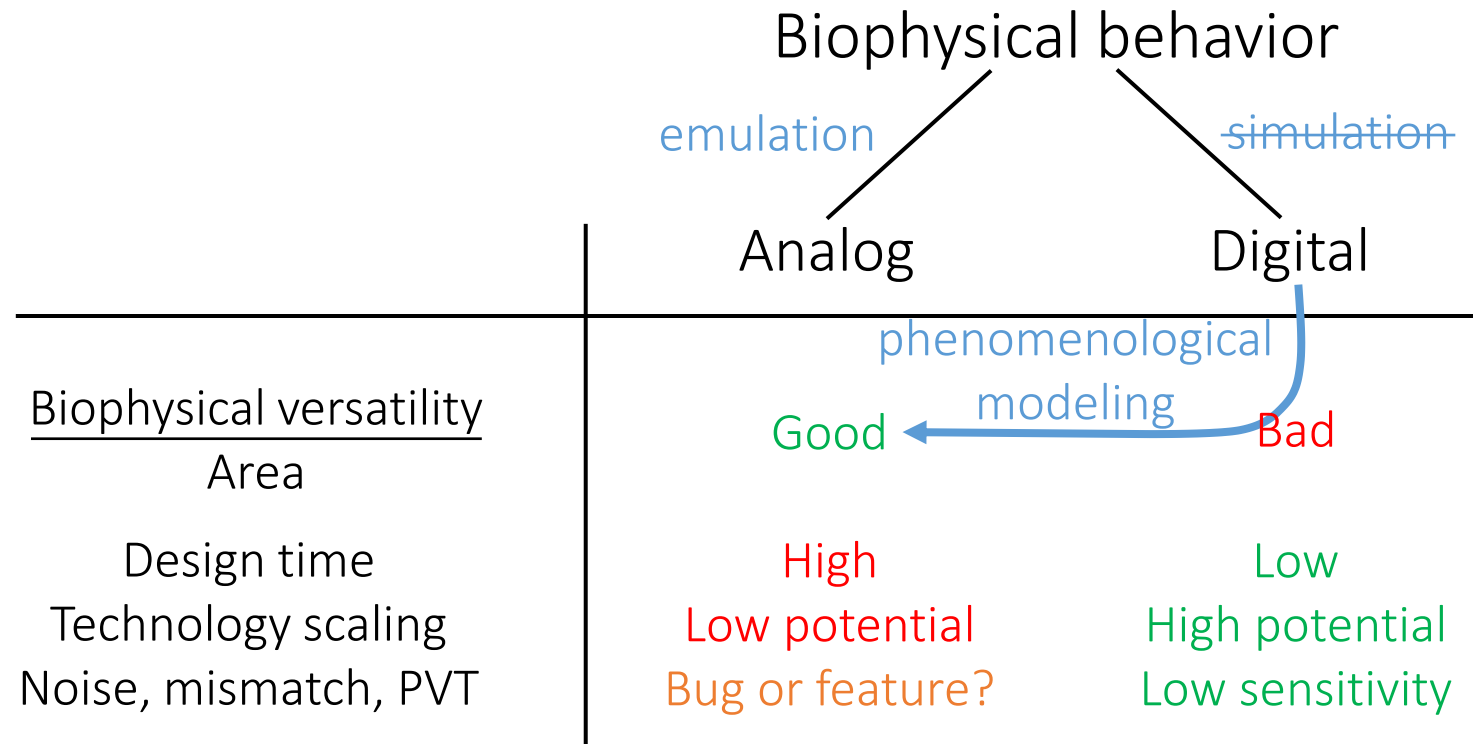 Biophysical behavior
emulation
simulation
Analog
Digital
phenomenological
modeling
Biophysical versatility
Area
Good
Bad
Design time
High
Low
Technology scaling
Low potential
High potential
Noise, mismatch, PVT
Bug or feature?
Low sensitivity